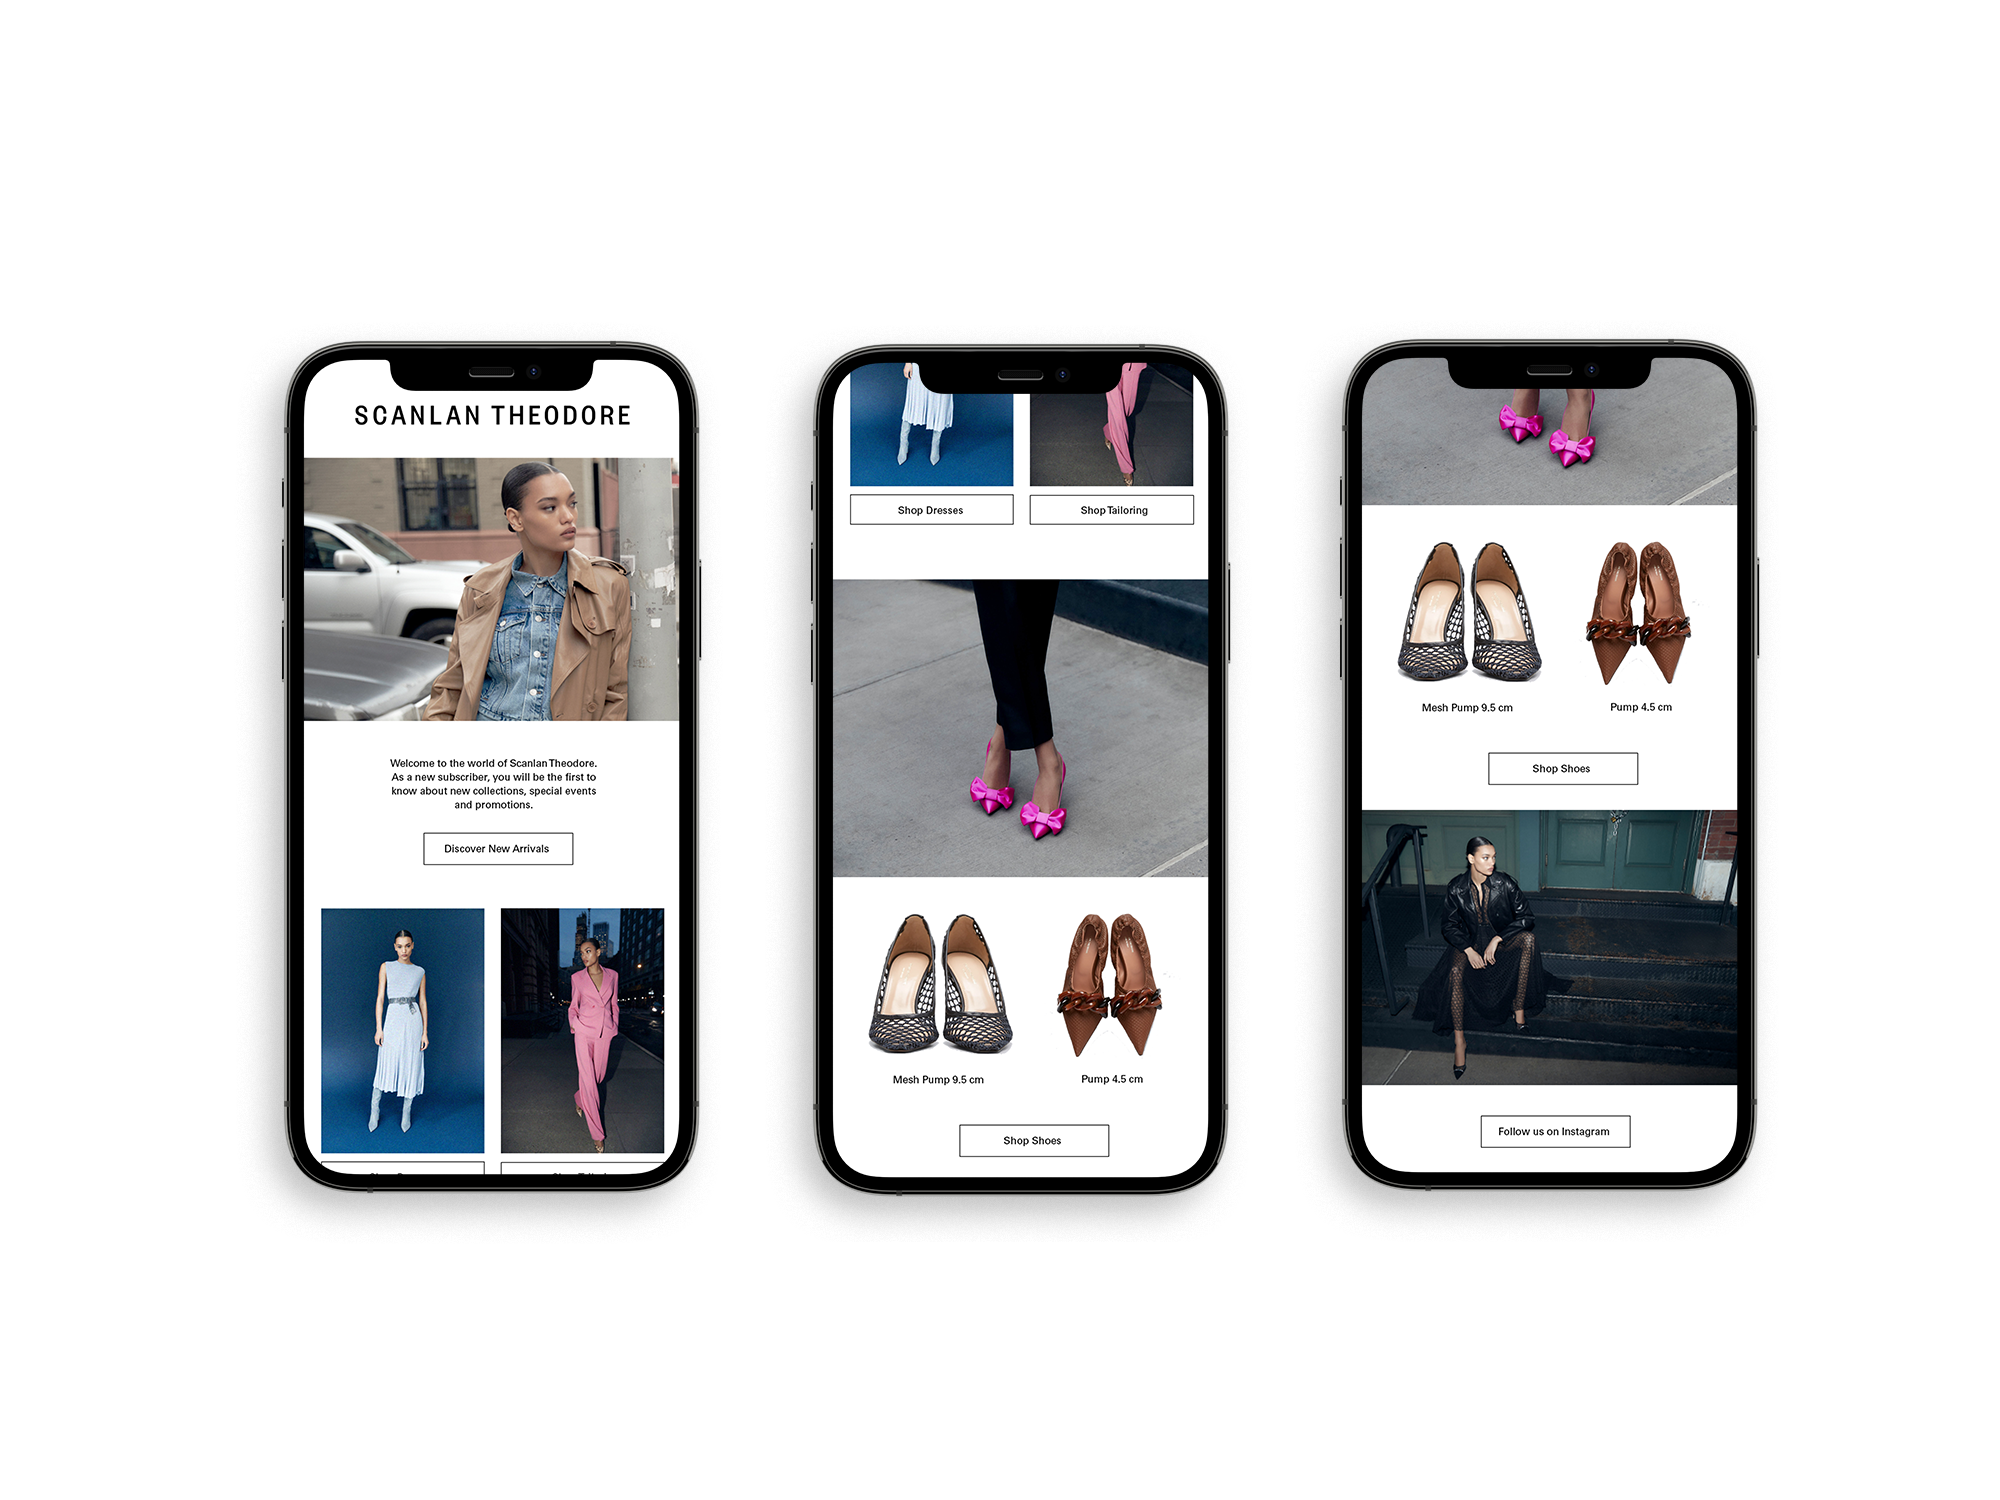 SCANLAN THEODORE
Welcome to the world of Scanlan Theodore.
As a new subscriber, you will be the first to
know about new collections, special events
and promotions.
Discover New Arrivals
Shop Dresses
Shop Tailoring
Mesh Pump 9.5 cm
Pump 4.5 cm
Shop Shoes
Mesh Pump 9.5 cm
Pump 4.5 cm
Shop Shoes
Follow us on Instagram